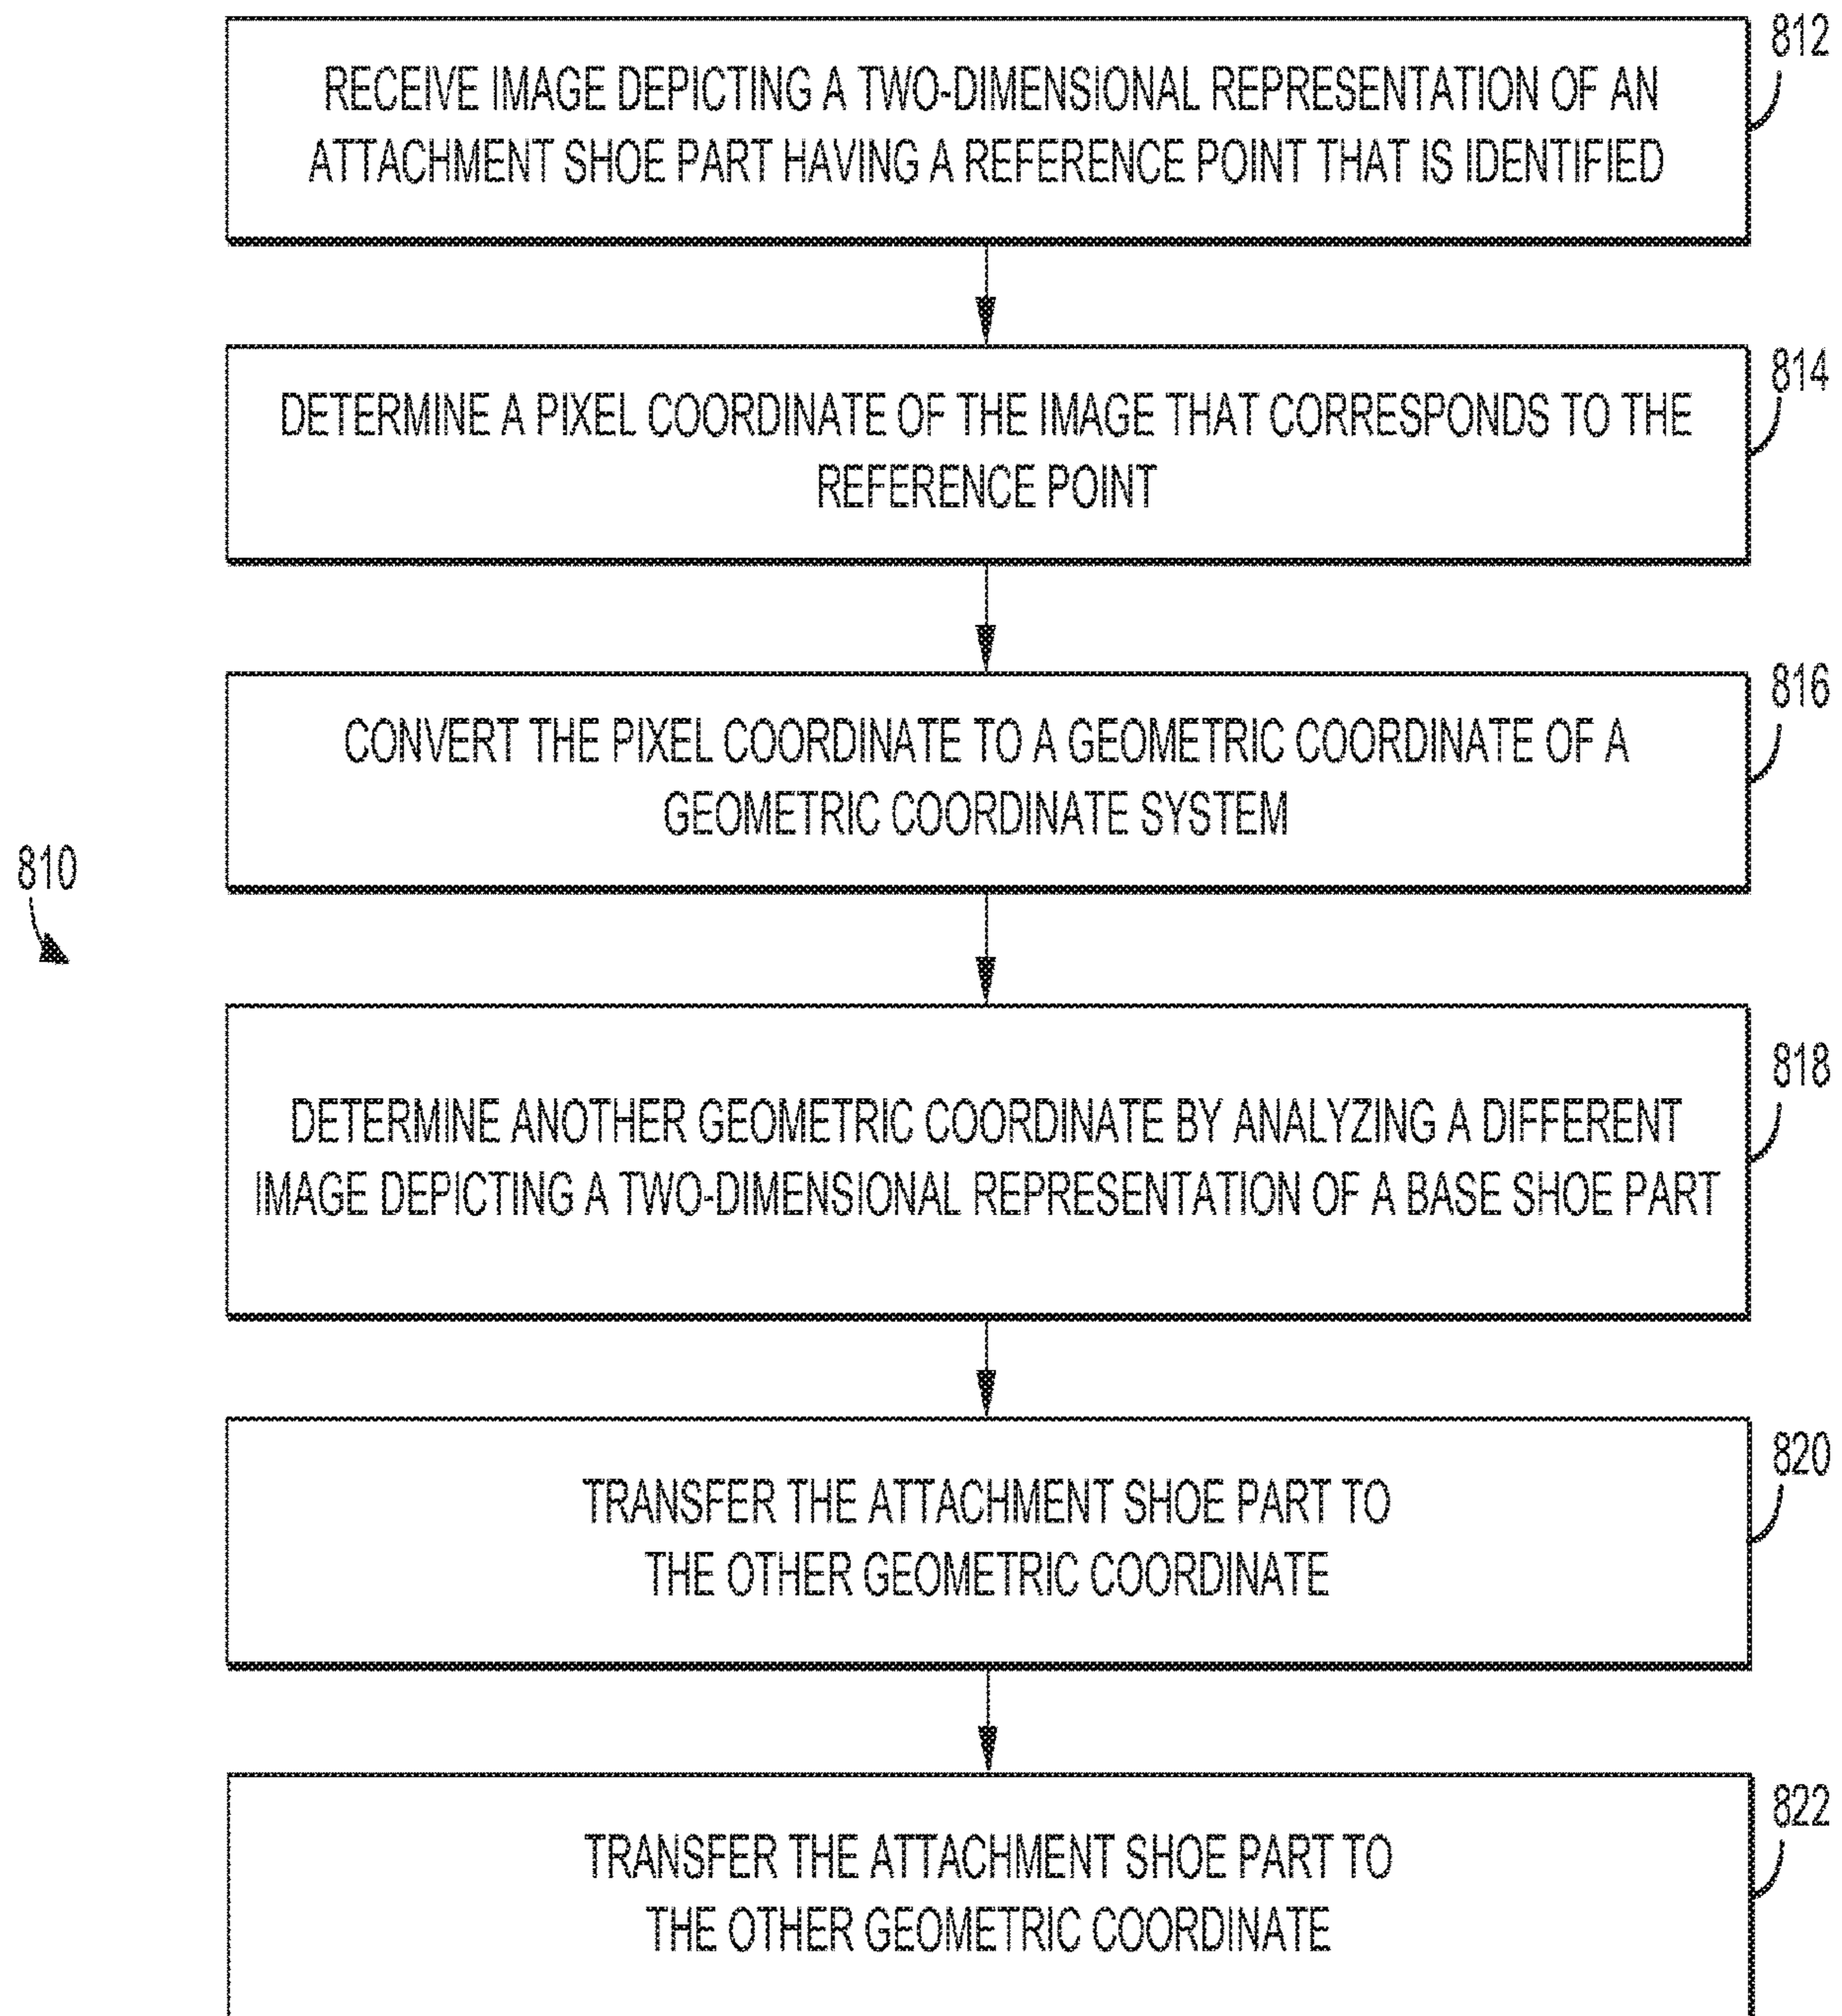 812
RECEIVE IMAGE DEPICTING A TWO-DIMENSIONAL REPRESENTATION OF AN
ATTACHMENT SHOE PART HAVING A REFERENCE POINT THAT IS IDENTIFIED
814
DETERMINE A PIXEL COORDINATE OF THE IMAGE THAT CORRESPONDS TO THE
REFERENCE POINT
816
CONVERT THE PIXEL COORDINATE TO A GEOMETRIC COORDINATE OF A
GEOMETRIC COORDINATE SYSTEM
810
818
DETERMINE ANOTHER GEOMETRIC COORDINATE BY ANALYZING A DIFFERENT
IMAGE DEPICTING A TWO-DIMENSIONAL REPRESENTATION OF A BASE SHOE PART
820
TRANSFER THE ATTACHMENT SHOE PART TO
THE OTHER GEOMETRIC COORDINATE
822
TRANSFER THE ATTACHMENT SHOE PART TO
THE OTHER GEOMETRIC COORDINATE